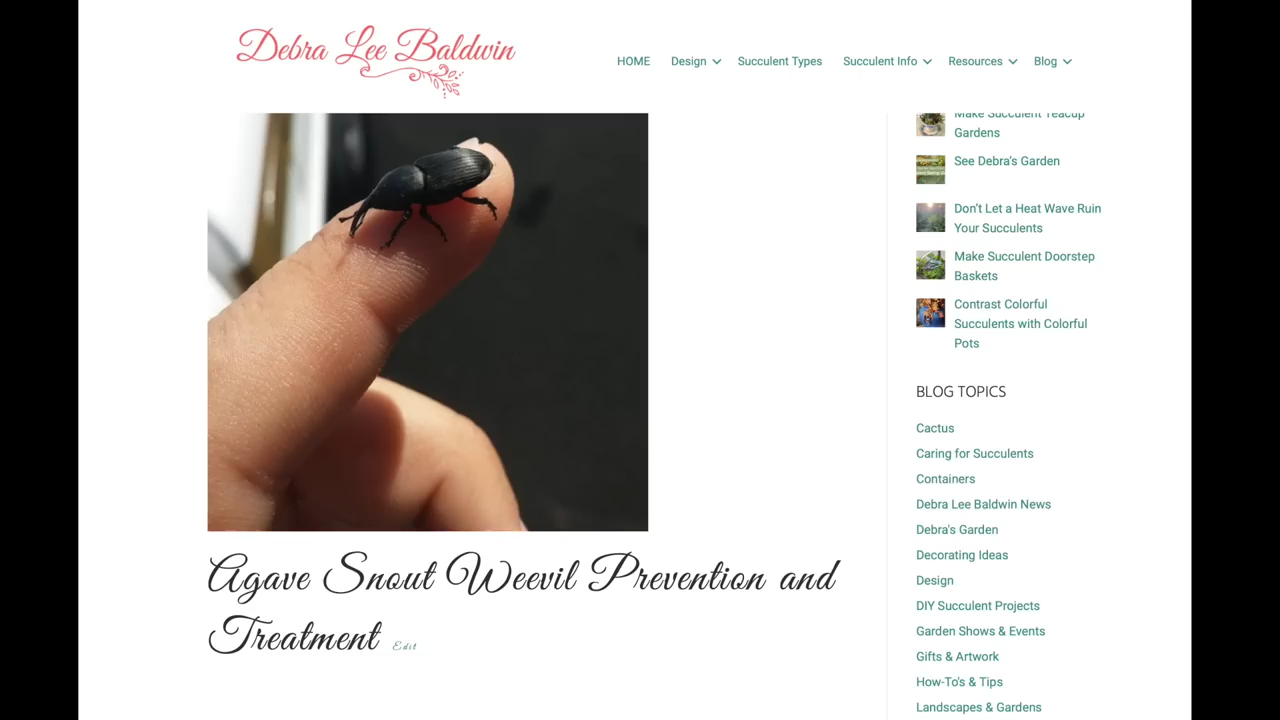 Debra Lee Baldwin
HOME Design Succulent Types Succulent Info Resources Blog
Agave Snout Weevil Prevention and
Treatment Edit
Make Succulent Teacup
Gardens
See Debra's Garden
Don't Let a Heat Wave Ruin
Your Succulents
Make Succulent Doorstep
Baskets
Contrast Colorful
Succulents with Colorful
Pots
BLOG TOPICS
Cactus
Caring for Succulents
Containers
Debra Lee Baldwin News
Debra's Garden
Decorating Ideas
Design
DIY Succulent Projects
Garden Shows & Events
Gifts & Artwork
How-To's & Tips
Landscapes & Gardens